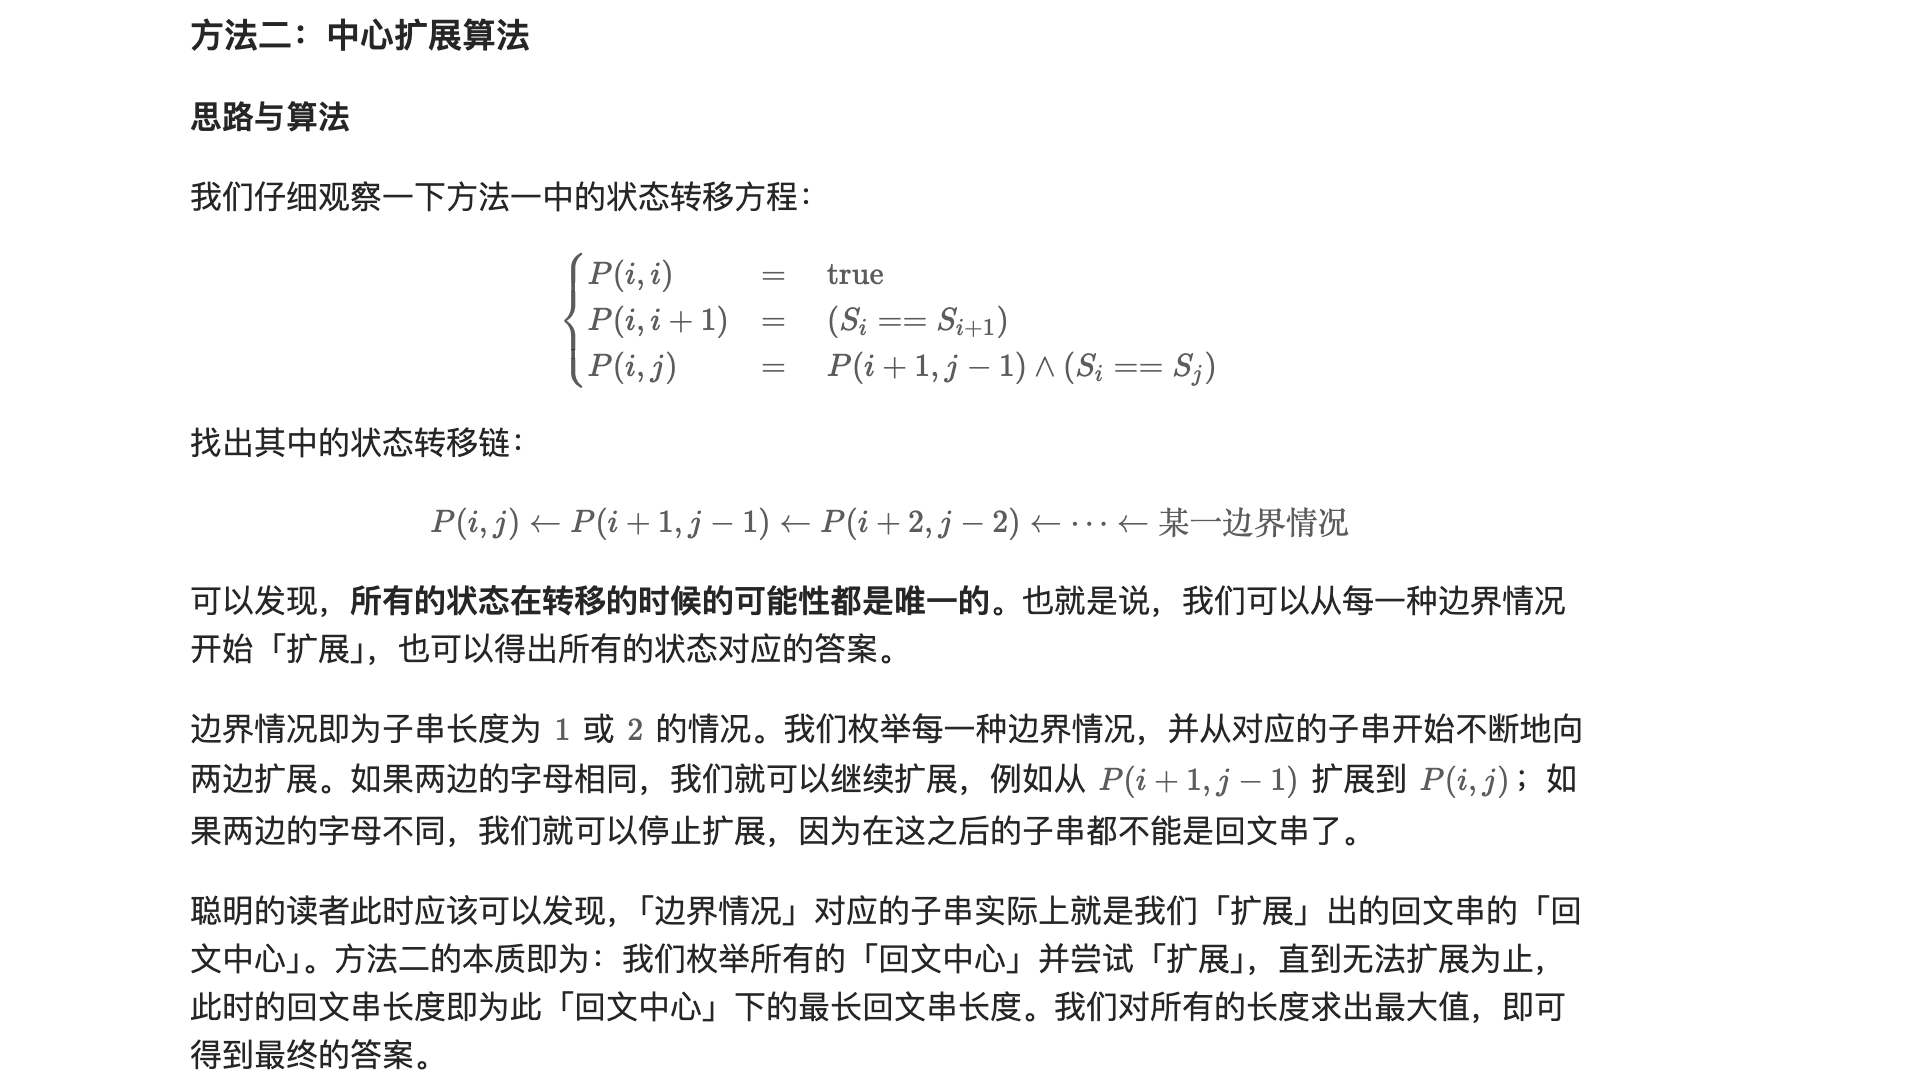 方法二：中心扩展算法
思路与算法
我们仔细观察一下方法一中的状态转移方程：
P(i, i) = true
P(i, i + 1) = (S_i == S_{i+1})
P(i, j) = P(i + 1, j − 1) ∧ (S_i == S_j)
找出其中的状态转移链：
P(i, j) ← P(i + 1, j − 1) ← P(i + 2, j − 2) ← ⋯ ← 某一边界情况
可以发现，所有的状态在转移的时候的可能性都是唯一的。也就是说，我们可以从每一种边界情况
开始「扩展」，也可以得出所有的状态对应的答案。
边界情况即为子串长度为 1 或 2 的情况。我们枚举每一种边界情况，并从对应的子串开始不断地向
两边扩展。如果两边的字母相同，我们就可以继续扩展，例如从 P(i + 1, j − 1) 扩展到 P(i, j)；如
果两边的字母不同，我们就可以停止扩展，因为在这之后的子串都不能是回文串了。
聪明的读者此时应该可以发现，「边界情况」对应的子串实际上就是我们「扩展」出的回文串的「回
文中心」。方法二的本质即为：我们枚举所有的「回文中心」并尝试「扩展」，直到无法扩展为止，
此时的回文串长度即为此「回文中心」下的最长回文串长度。我们对所有的长度求出最大值，即可
得到最终的答案。